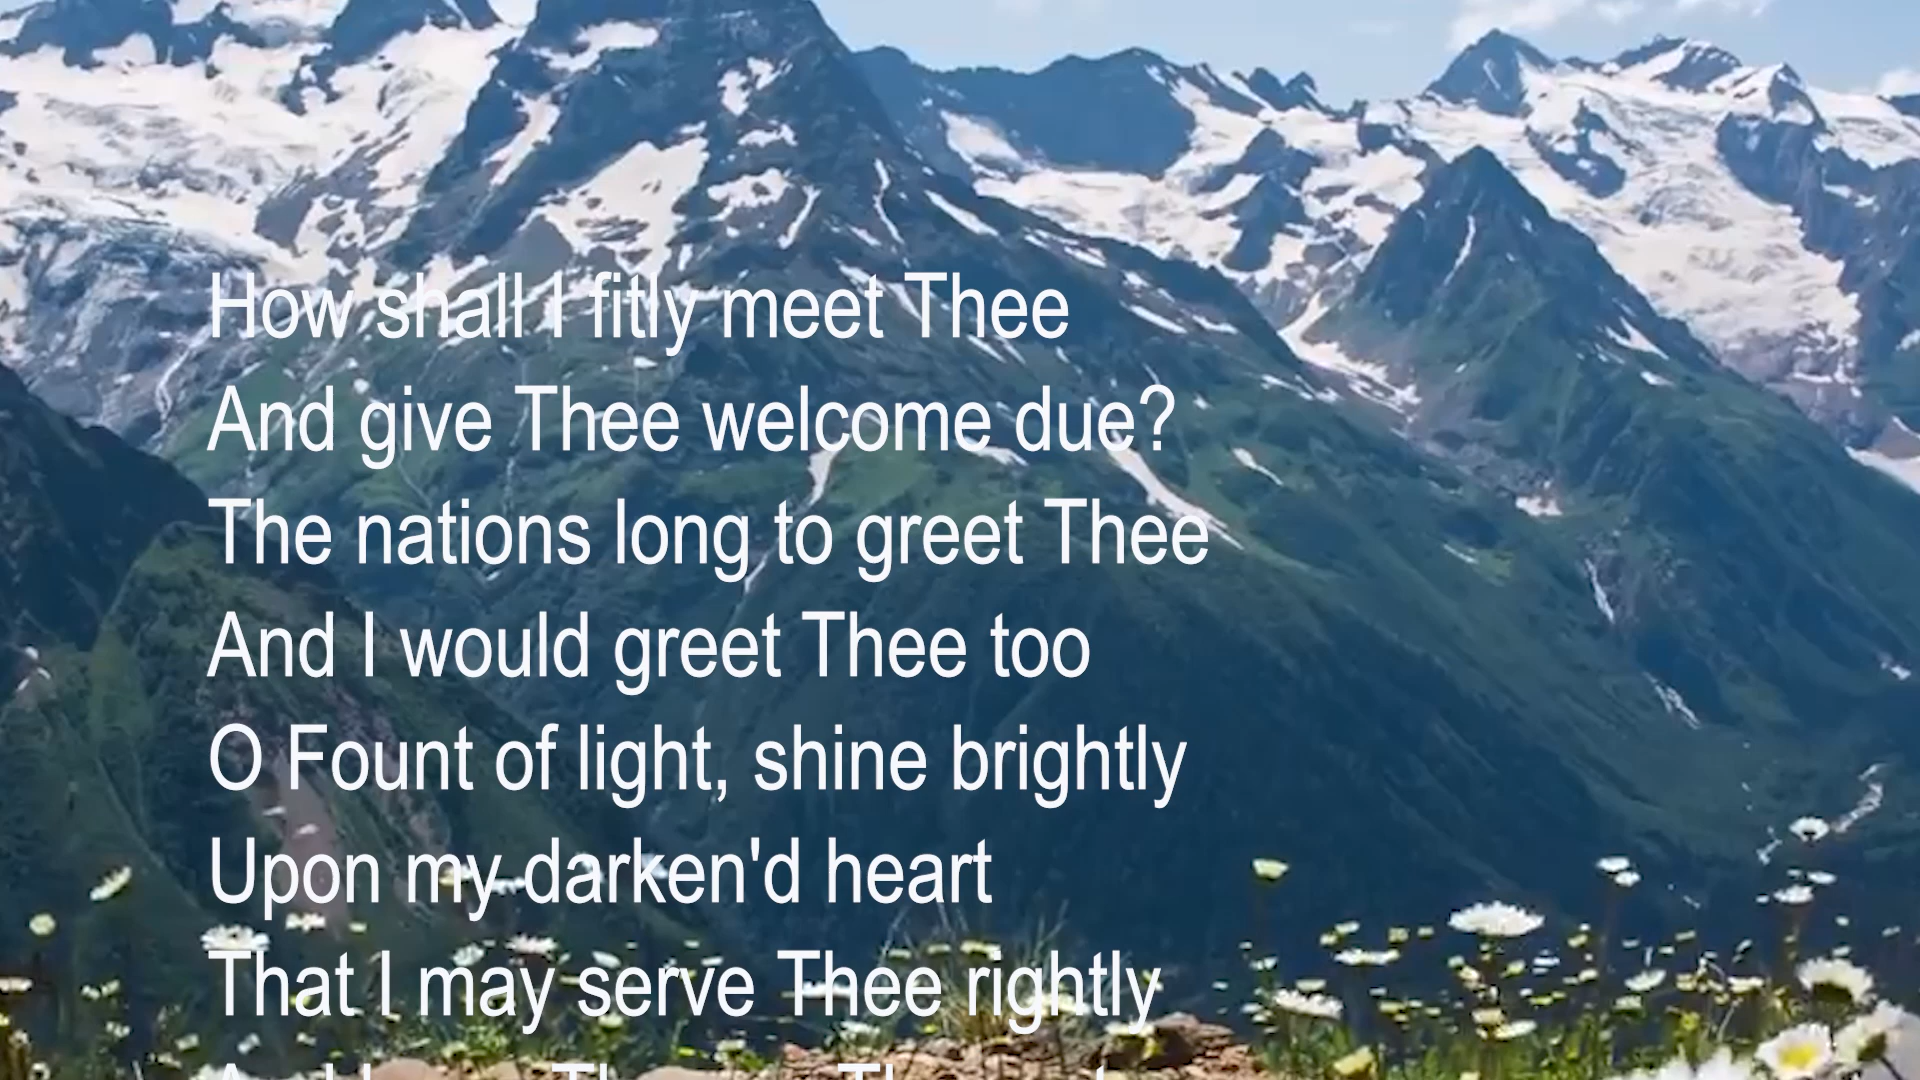 How shall I fitly meet Thee
And give Thee welcome due?
The nations long to greet Thee
And I would greet Thee too
O Fount of light, shine brightly
Upon my darken'd heart
That I may serve Thee rightly